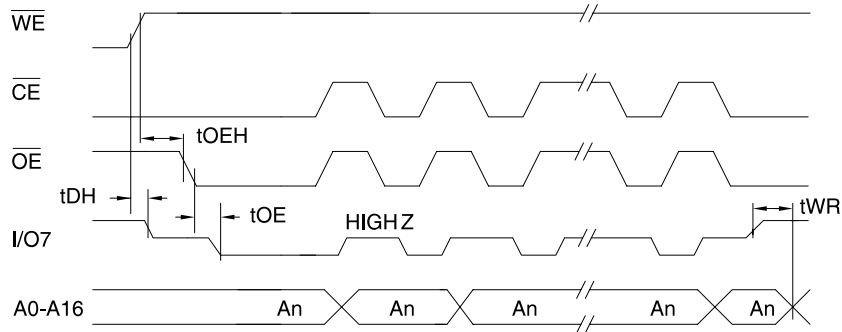 WE
CE
tOEH
OE
tDH
tOE
tWR
HIGH Z
I/O7
A0-A16 An An An An An